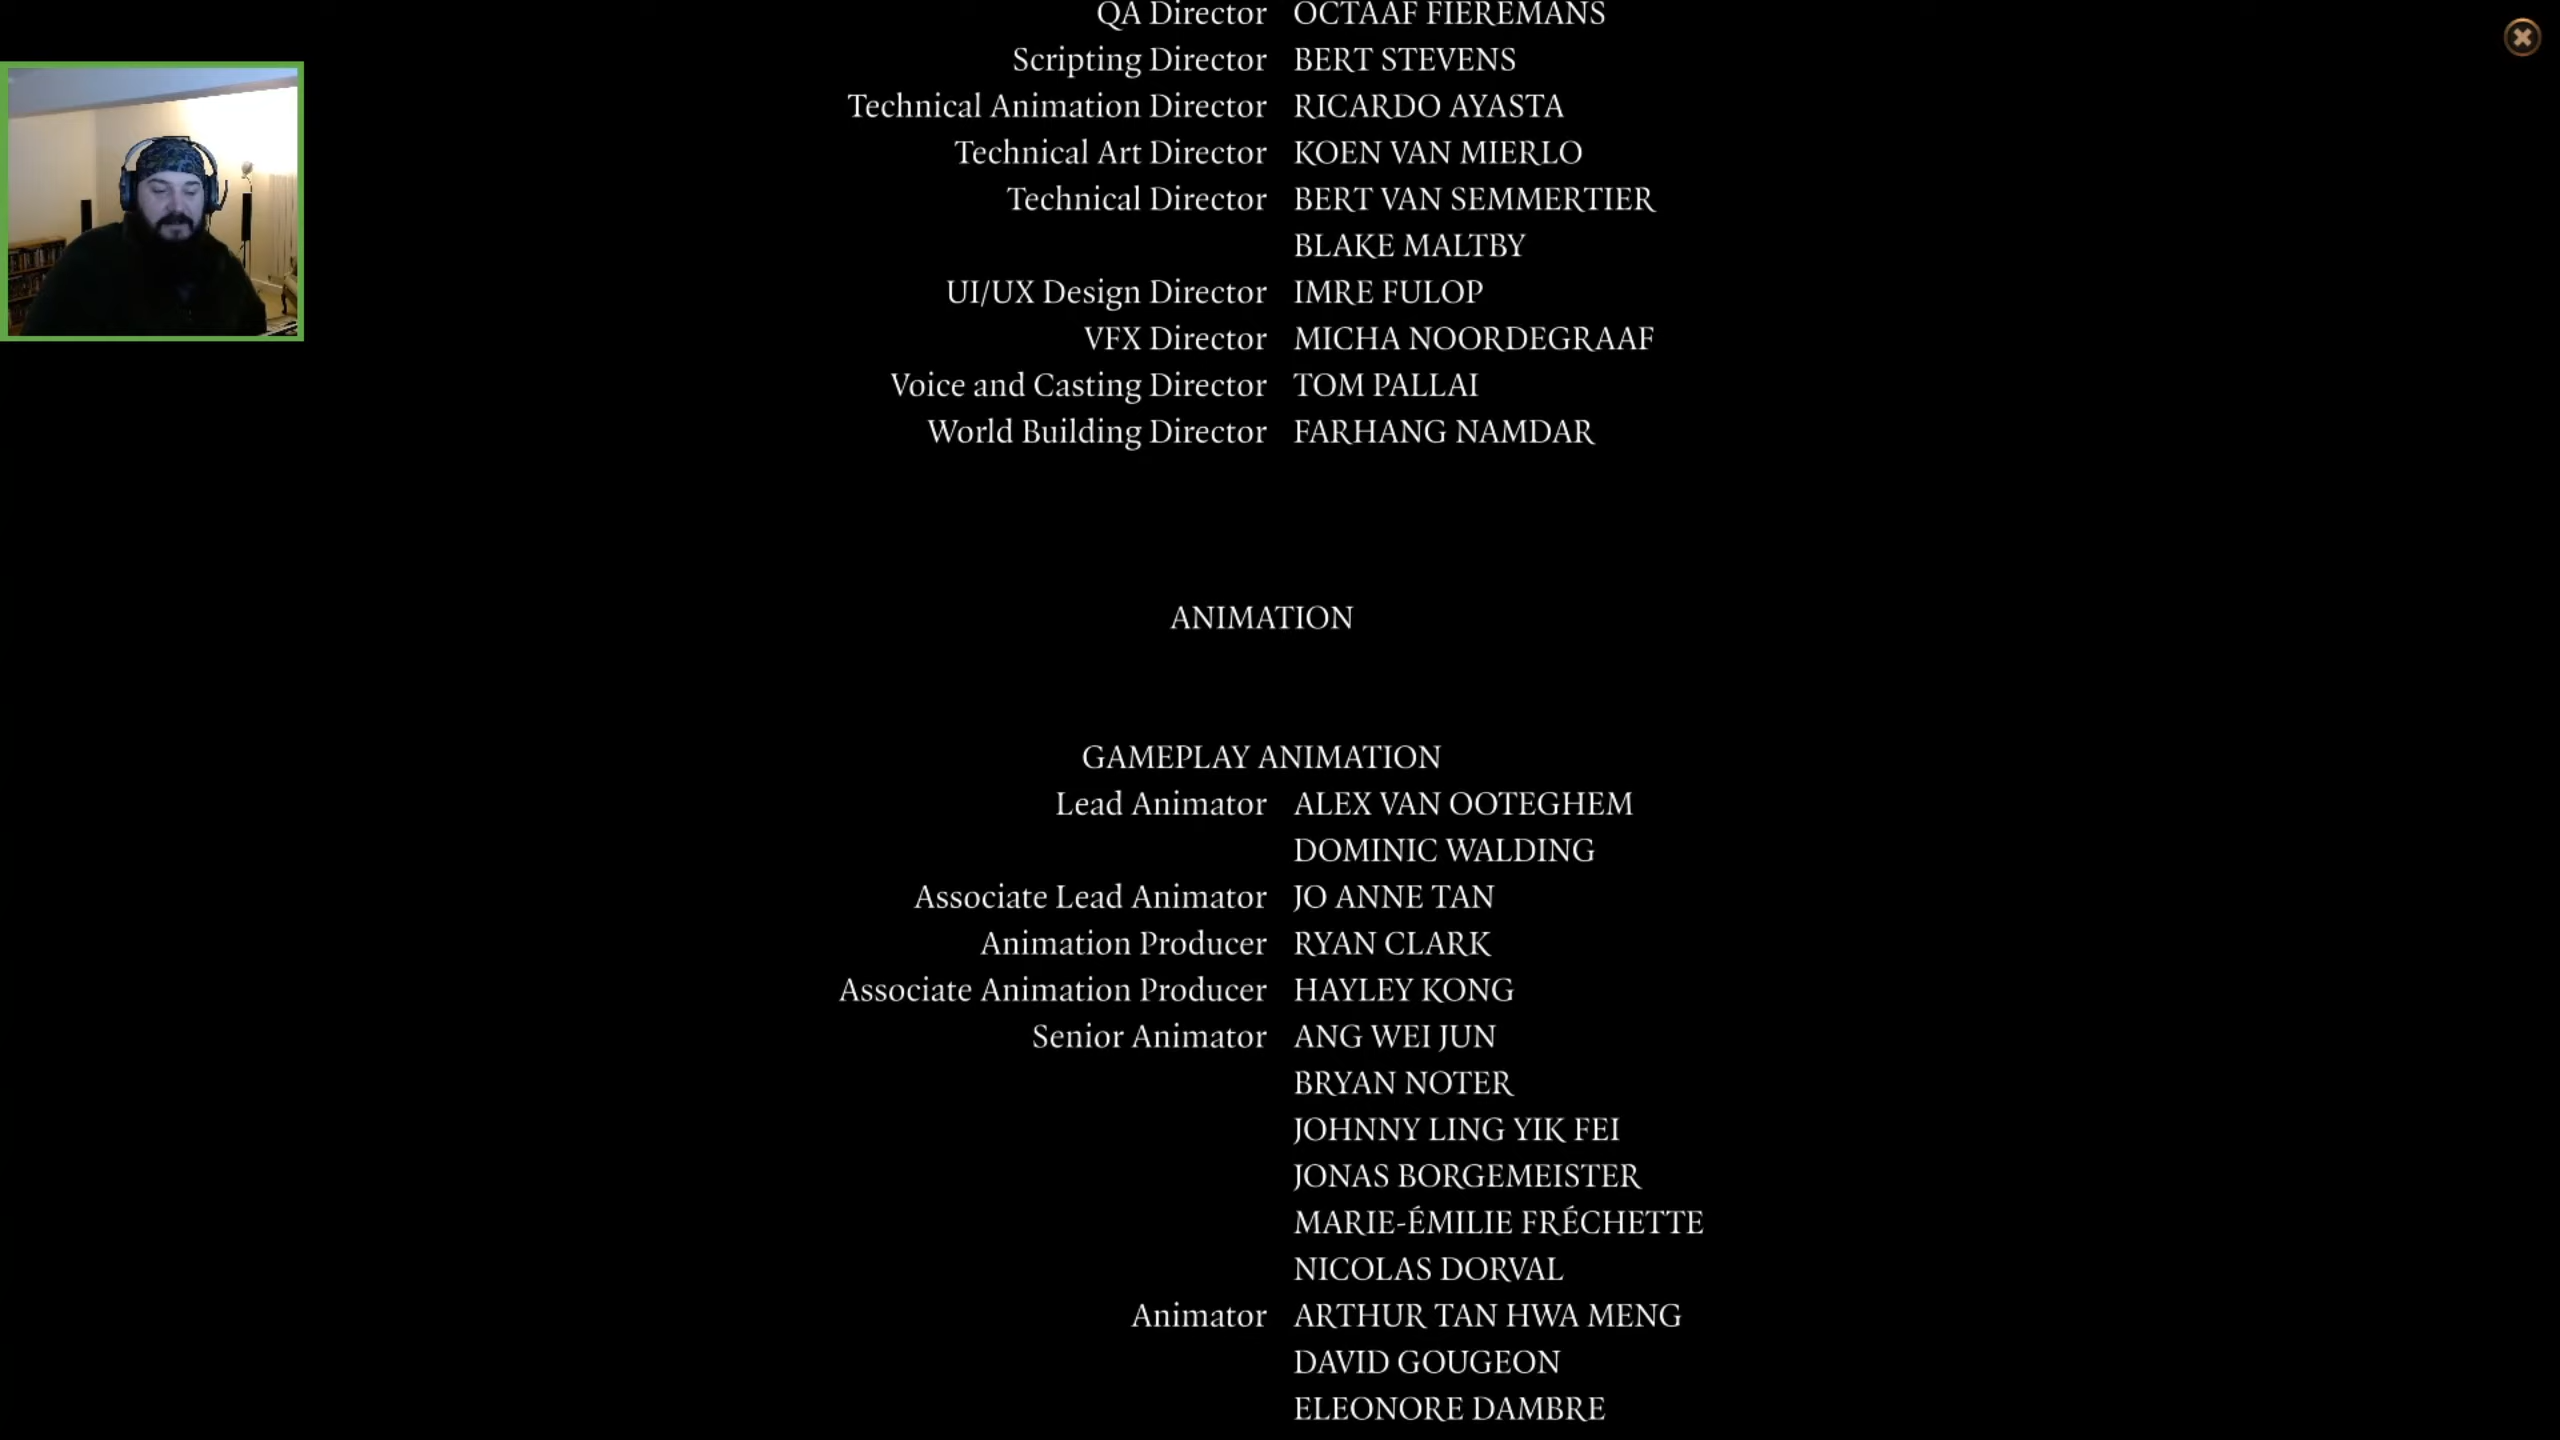 QA Director OCTAAF FIEREMANS
Scripting Director BERT STEVENS
Technical Animation Director RICARDO AYASTA
Technical Art Director KOEN VAN MIERLO
Technical Director BERT VAN SEMMERTIER
BLAKE MALTBY
UI/UX Design Director IMRE FULOP
VFX Director MICHA NOORDEGRAAF
Voice and Casting Director TOM PALLAI
World Building Director FARHANG NAMDAR
ANIMATION
GAMEPLAY ANIMATION
Lead Animator ALEX VAN OOTEGHEM
DOMINIC WALDING
Associate Lead Animator JO ANNE TAN
Animation Producer RYAN CLARK
Associate Animation Producer HAYLEY KONG
Senior Animator ANG WEI JUN
BRYAN NOTER
JOHNNY LING YIK FEI
JONAS BORGEMEISTER
MARIE-ÉMILIE FRÉCHETTE
NICOLAS DORVAL
Animator ARTHUR TAN HWA MENG
DAVID GOUGEON
ELEONORE DAMBRE